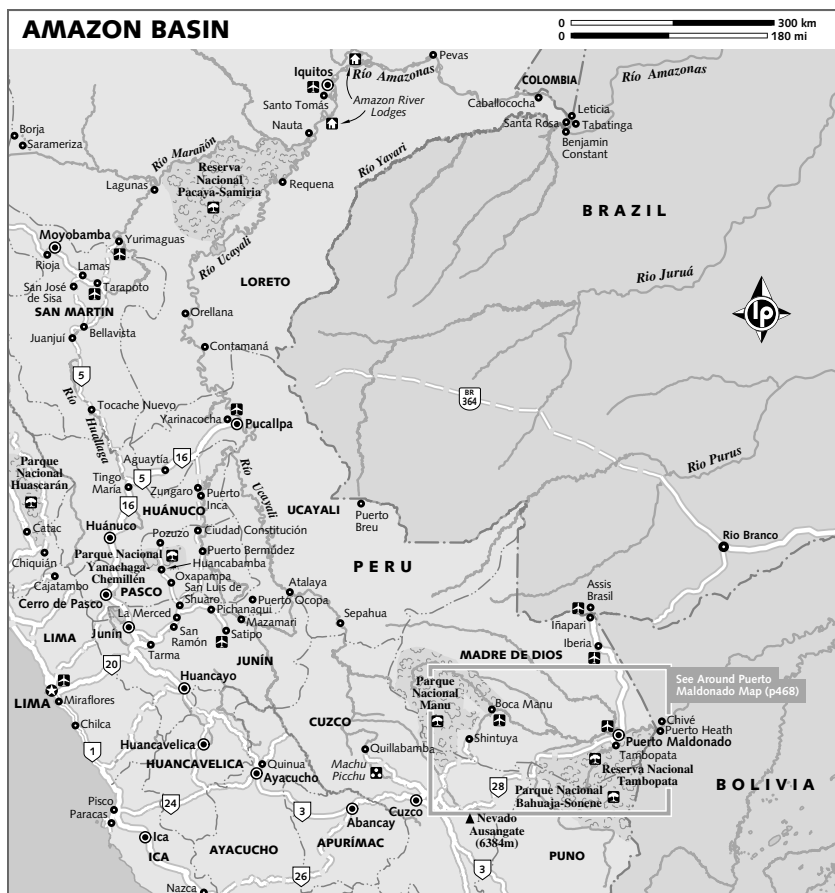 AMAZON BASIN
0 300 km
0 180 mi
Pevas
Iquitos
Río Amazonas
COLOMBIA
Río Amazonas
Santo Tomás
Amazon River
Lodges
Caballococha
Leticia
Santa Rosa
Tabatinga
Benjamin
Constant
Nauta
Borja
Sarameriza
Río Marañón
Reserva
Nacional
Pacaya-Samiria
Río Yavari
Lagunas
Requena
BRAZIL
Moyobamba
Yurimaguas
Rioja
Lamas
Río Ucayali
LORETO
Rio Juruá
San José
de Sisa
Tarapoto
SAN MARTIN
Orellana
lp
Juanjuí
Bellavista
Contamaná
5
Río Huallaga
BR
364
Tocache Nuevo
Yarinacocha
Pucallpa
Parque
Nacional
Huascarán
Aguaytía
16
5
Río Ucayali
Rio Purus
Tingo
María
Zungaro
Puerto
Inca
16
HUÁNUCO
UCAYALI
Puerto
Breu
Catac
Huánuco
Pozuzo
Ciudad Constitución
Rio Branco
Chiquián
Parque Nacional
Yanachaga-
Chemillén
Puerto Bermúdez
Huancabamba
PERU
Cajatambo
Oxapampa
Cerro de Pasco
PASCO
San Luis de
Shuaro
Atalaya
Puerto Ocopa
Assis
Brasil
La Merced
Pichanaqui
Mazamari
Sepahua
Iñapari
LIMA
Junín
San
Ramón
Satipo
Iberia
Tarma
JUNÍN
MADRE DE DIOS
20
See Around Puerto
Maldonado Map (p468)
LIMA
Miraflores
Huancayo
Parque
Nacional
Manu
Boca Manu
Chilca
CUZCO
Chivé
Puerto Heath
Huancavelica
Quillabamba
Shintuya
Puerto Maldonado
1
HUANCAVELICA
Quinua
Machu
Picchu
Tambopata
Ayacucho
Reserva Nacional
Tambopata
BOLIVIA
Pisco
28
Parque Nacional
Bahuaja-Sonene
Paracas
24
3
Abancay
Cuzco
Nevado
Ausangate
(6384m)
Ica
ICA
AYACUCHO
APURÍMAC
PUNO
26
3
Nazca